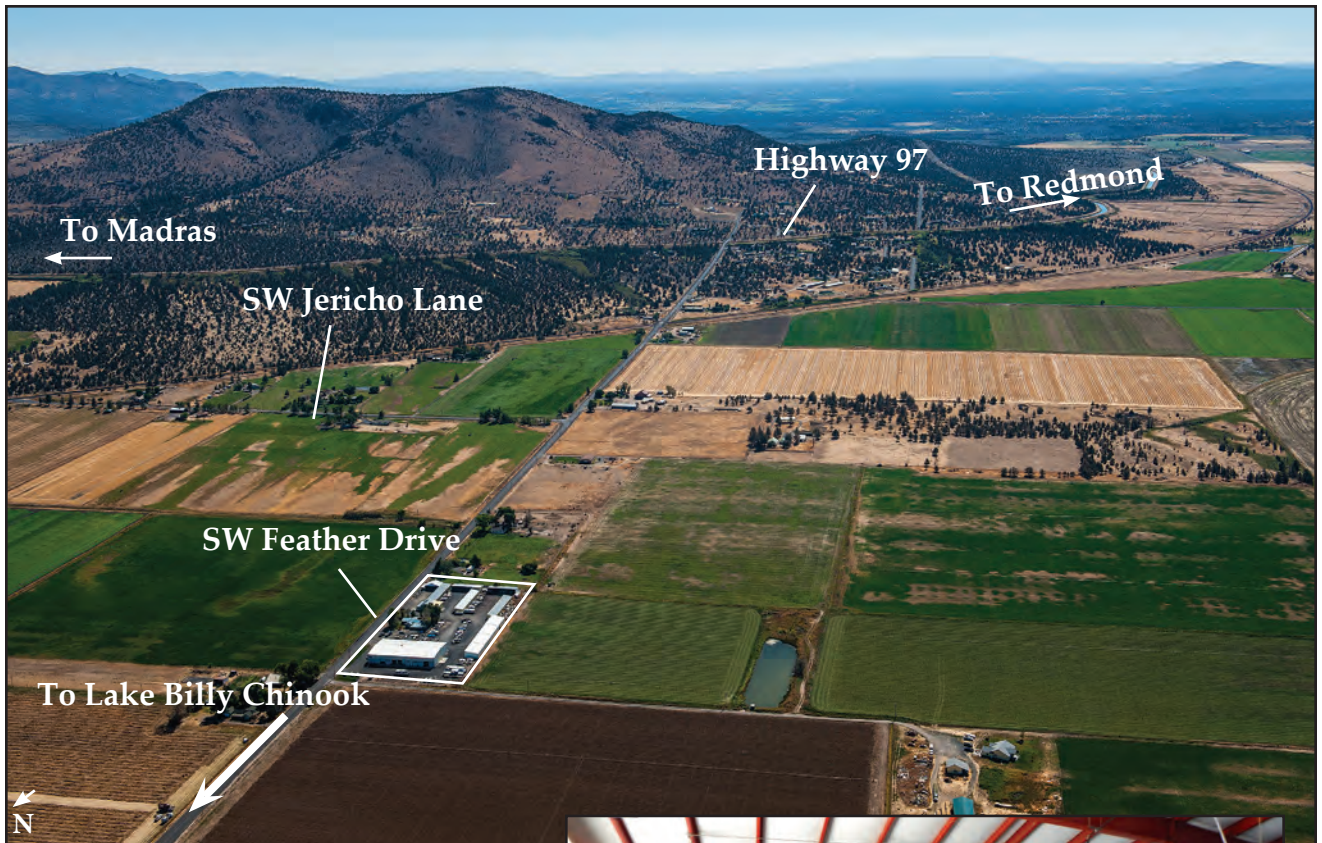 Highway 97
To Redmond
To Madras
SW Jericho Lane
SW Feather Drive
To Lake Billy Chinook
N